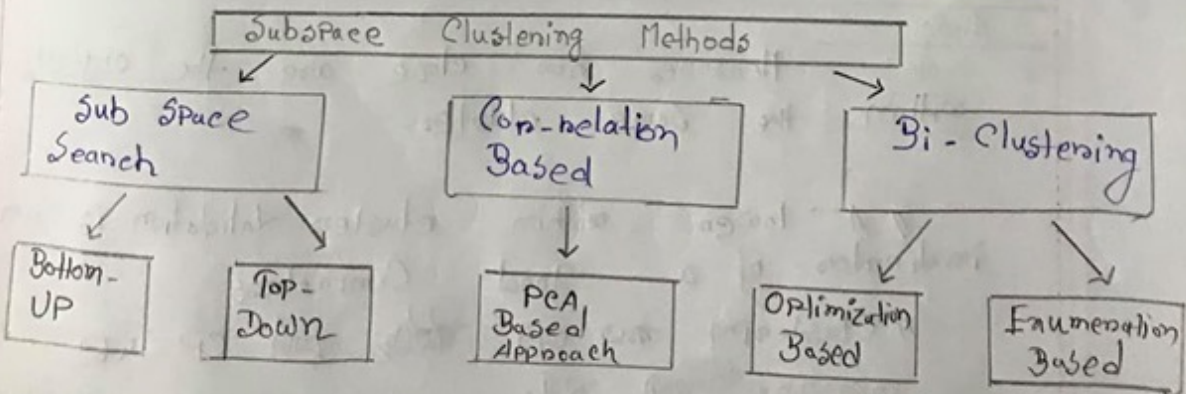 Subspace Clustering Methods
Sub Space
Search
Cor-relation
Based
Bi-Clustering
Bottom-
UP
Top-
Down
PCA
Based
Approach
Optimization
Based
Enumeration
Based